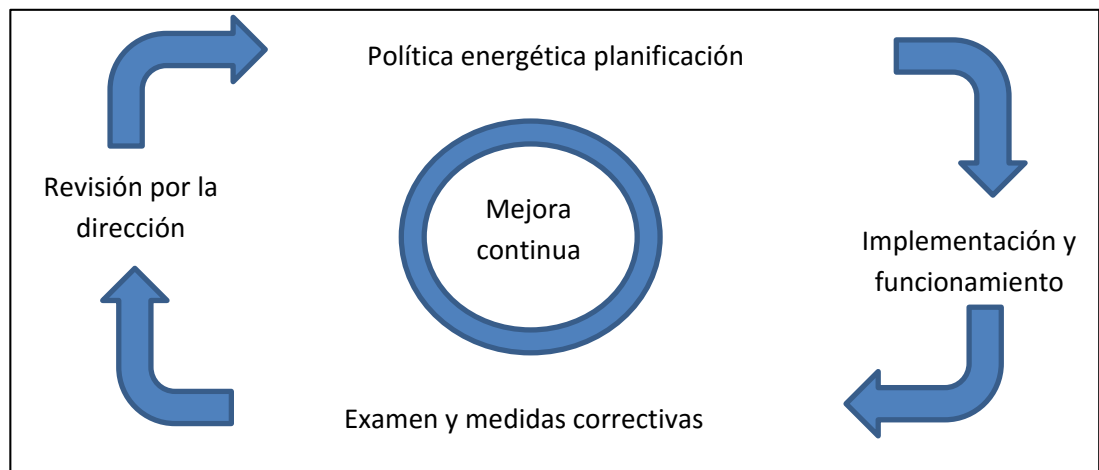 Política energética planificación
Revisión por la
dirección
Mejora
continua
Implementación y
funcionamiento
Examen y medidas correctivas